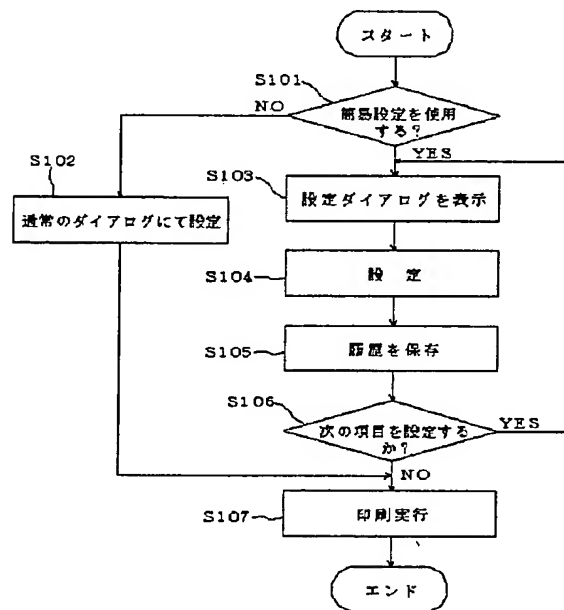 スタート
S101
簡易設定を使用
する?
NO
YES
S102
通常のダイアログにて設定
S103
設定ダイアログを表示
S104
設 定
S105
履歴を保存
S106
次の項目を設定する
か?
YES
NO
S107
印刷実行
エンド